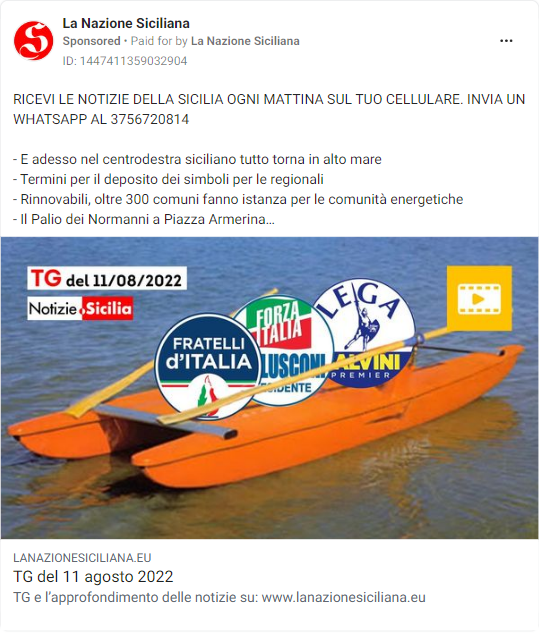 La Nazione Siciliana
Sponsored • Paid for by La Nazione Siciliana
ID: 1447411359032904
RICEVI LE NOTIZIE DELLA SICILIA OGNI MATTINA SUL TUO CELLULARE. INVIA UN
WHATSAPP AL 3756720814
- E adesso nel centrodestra siciliano tutto torna in alto mare
- Termini per il deposito dei simboli per le regionali
- Rinnovabili, oltre 300 comuni fanno istanza per le comunità energetiche
- Il Palio dei Normanni a Piazza Armerina...
TG del 11/08/2022
Notizie.Sicilia
FRATELLI
d'ITALIA
FORZA
ITALIA
LUSCONI
ESIDENTE
LEGA
ALVINI
PREMIER
LANAZIONESICILIANA.EU
TG del 11 agosto 2022
TG e l'approfondimento delle notizie su: www.lanazionesiciliana.eu